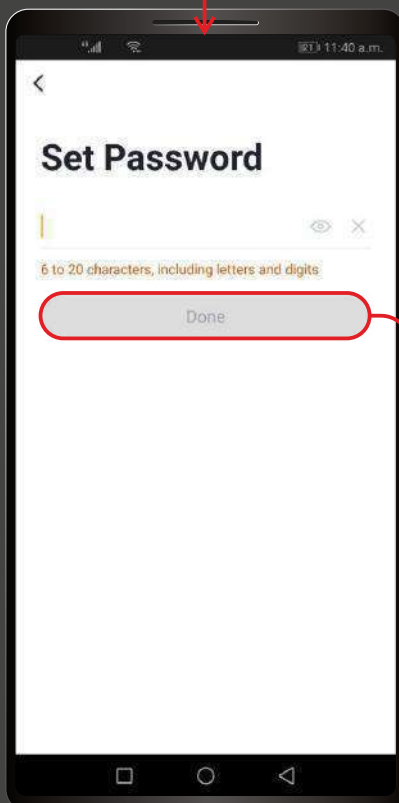 11:40 a.m.
Set Password
6 to 20 characters, including letters and digits
Done